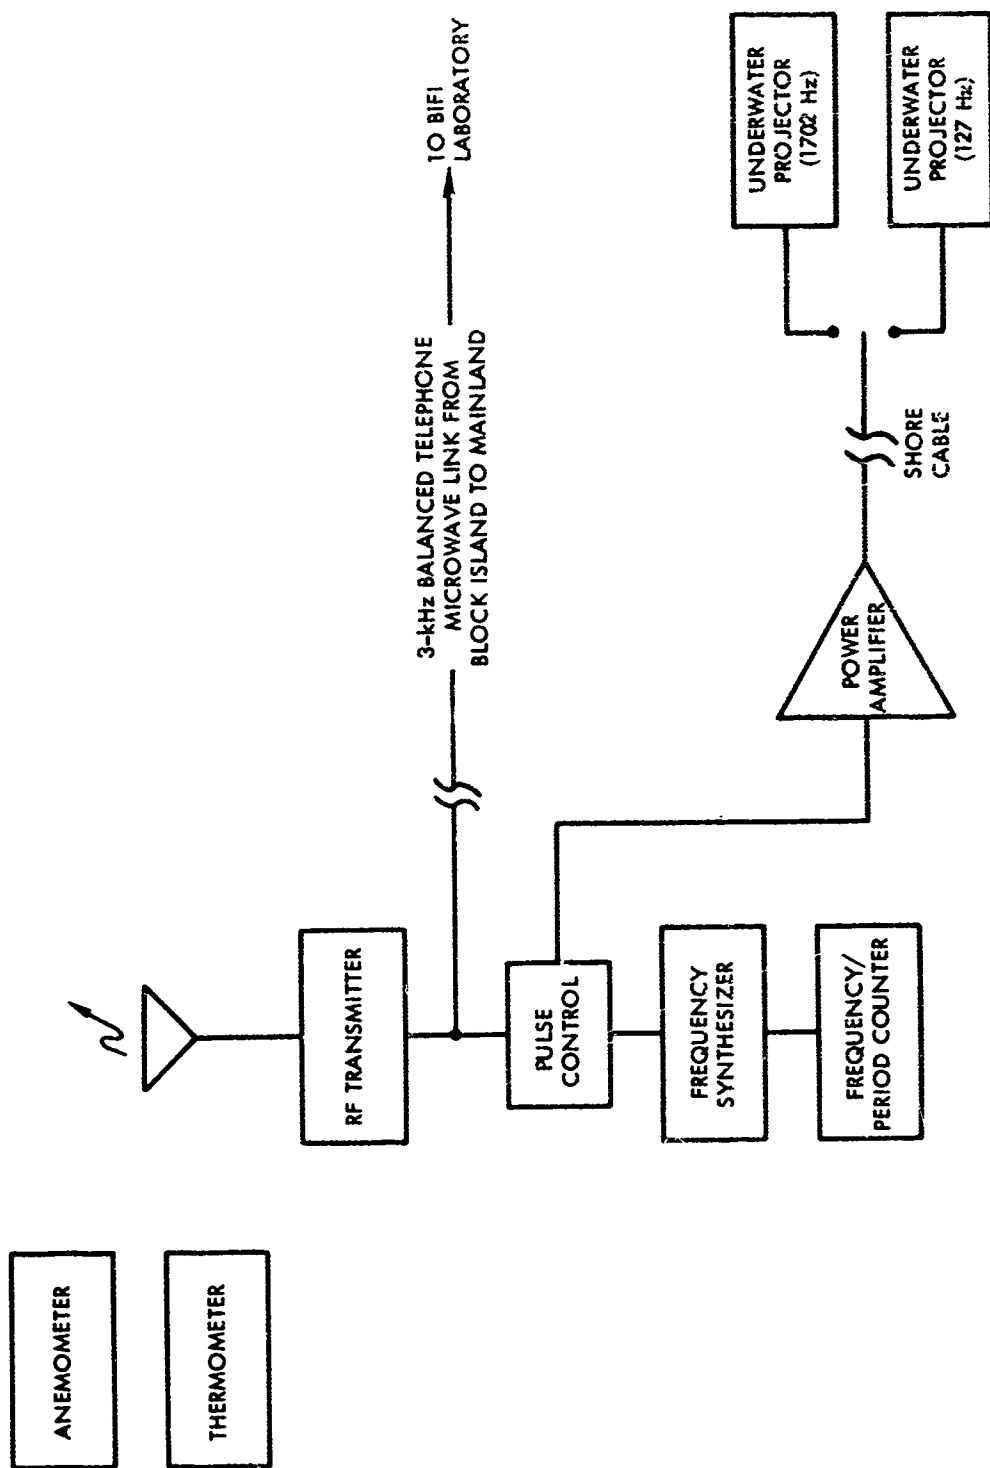 ANEMOMETER
THERMOMETER
RF TRANSMITTER
PULSE
CONTROL
FREQUENCY
SYNTHESIZER
FREQUENCY/
PERIOD COUNTER
3-kHz BALANCED TELEPHONE
MICROWAVE LINK FROM
BLOCK ISLAND TO MAINLAND
TO BIFI
LABORATORY
POWER
AMPLIFIER
SHORE
CABLE
UNDERWATER
PROJECTOR
(1702 Hz)
UNDERWATER
PROJECTOR
(127 Hz)